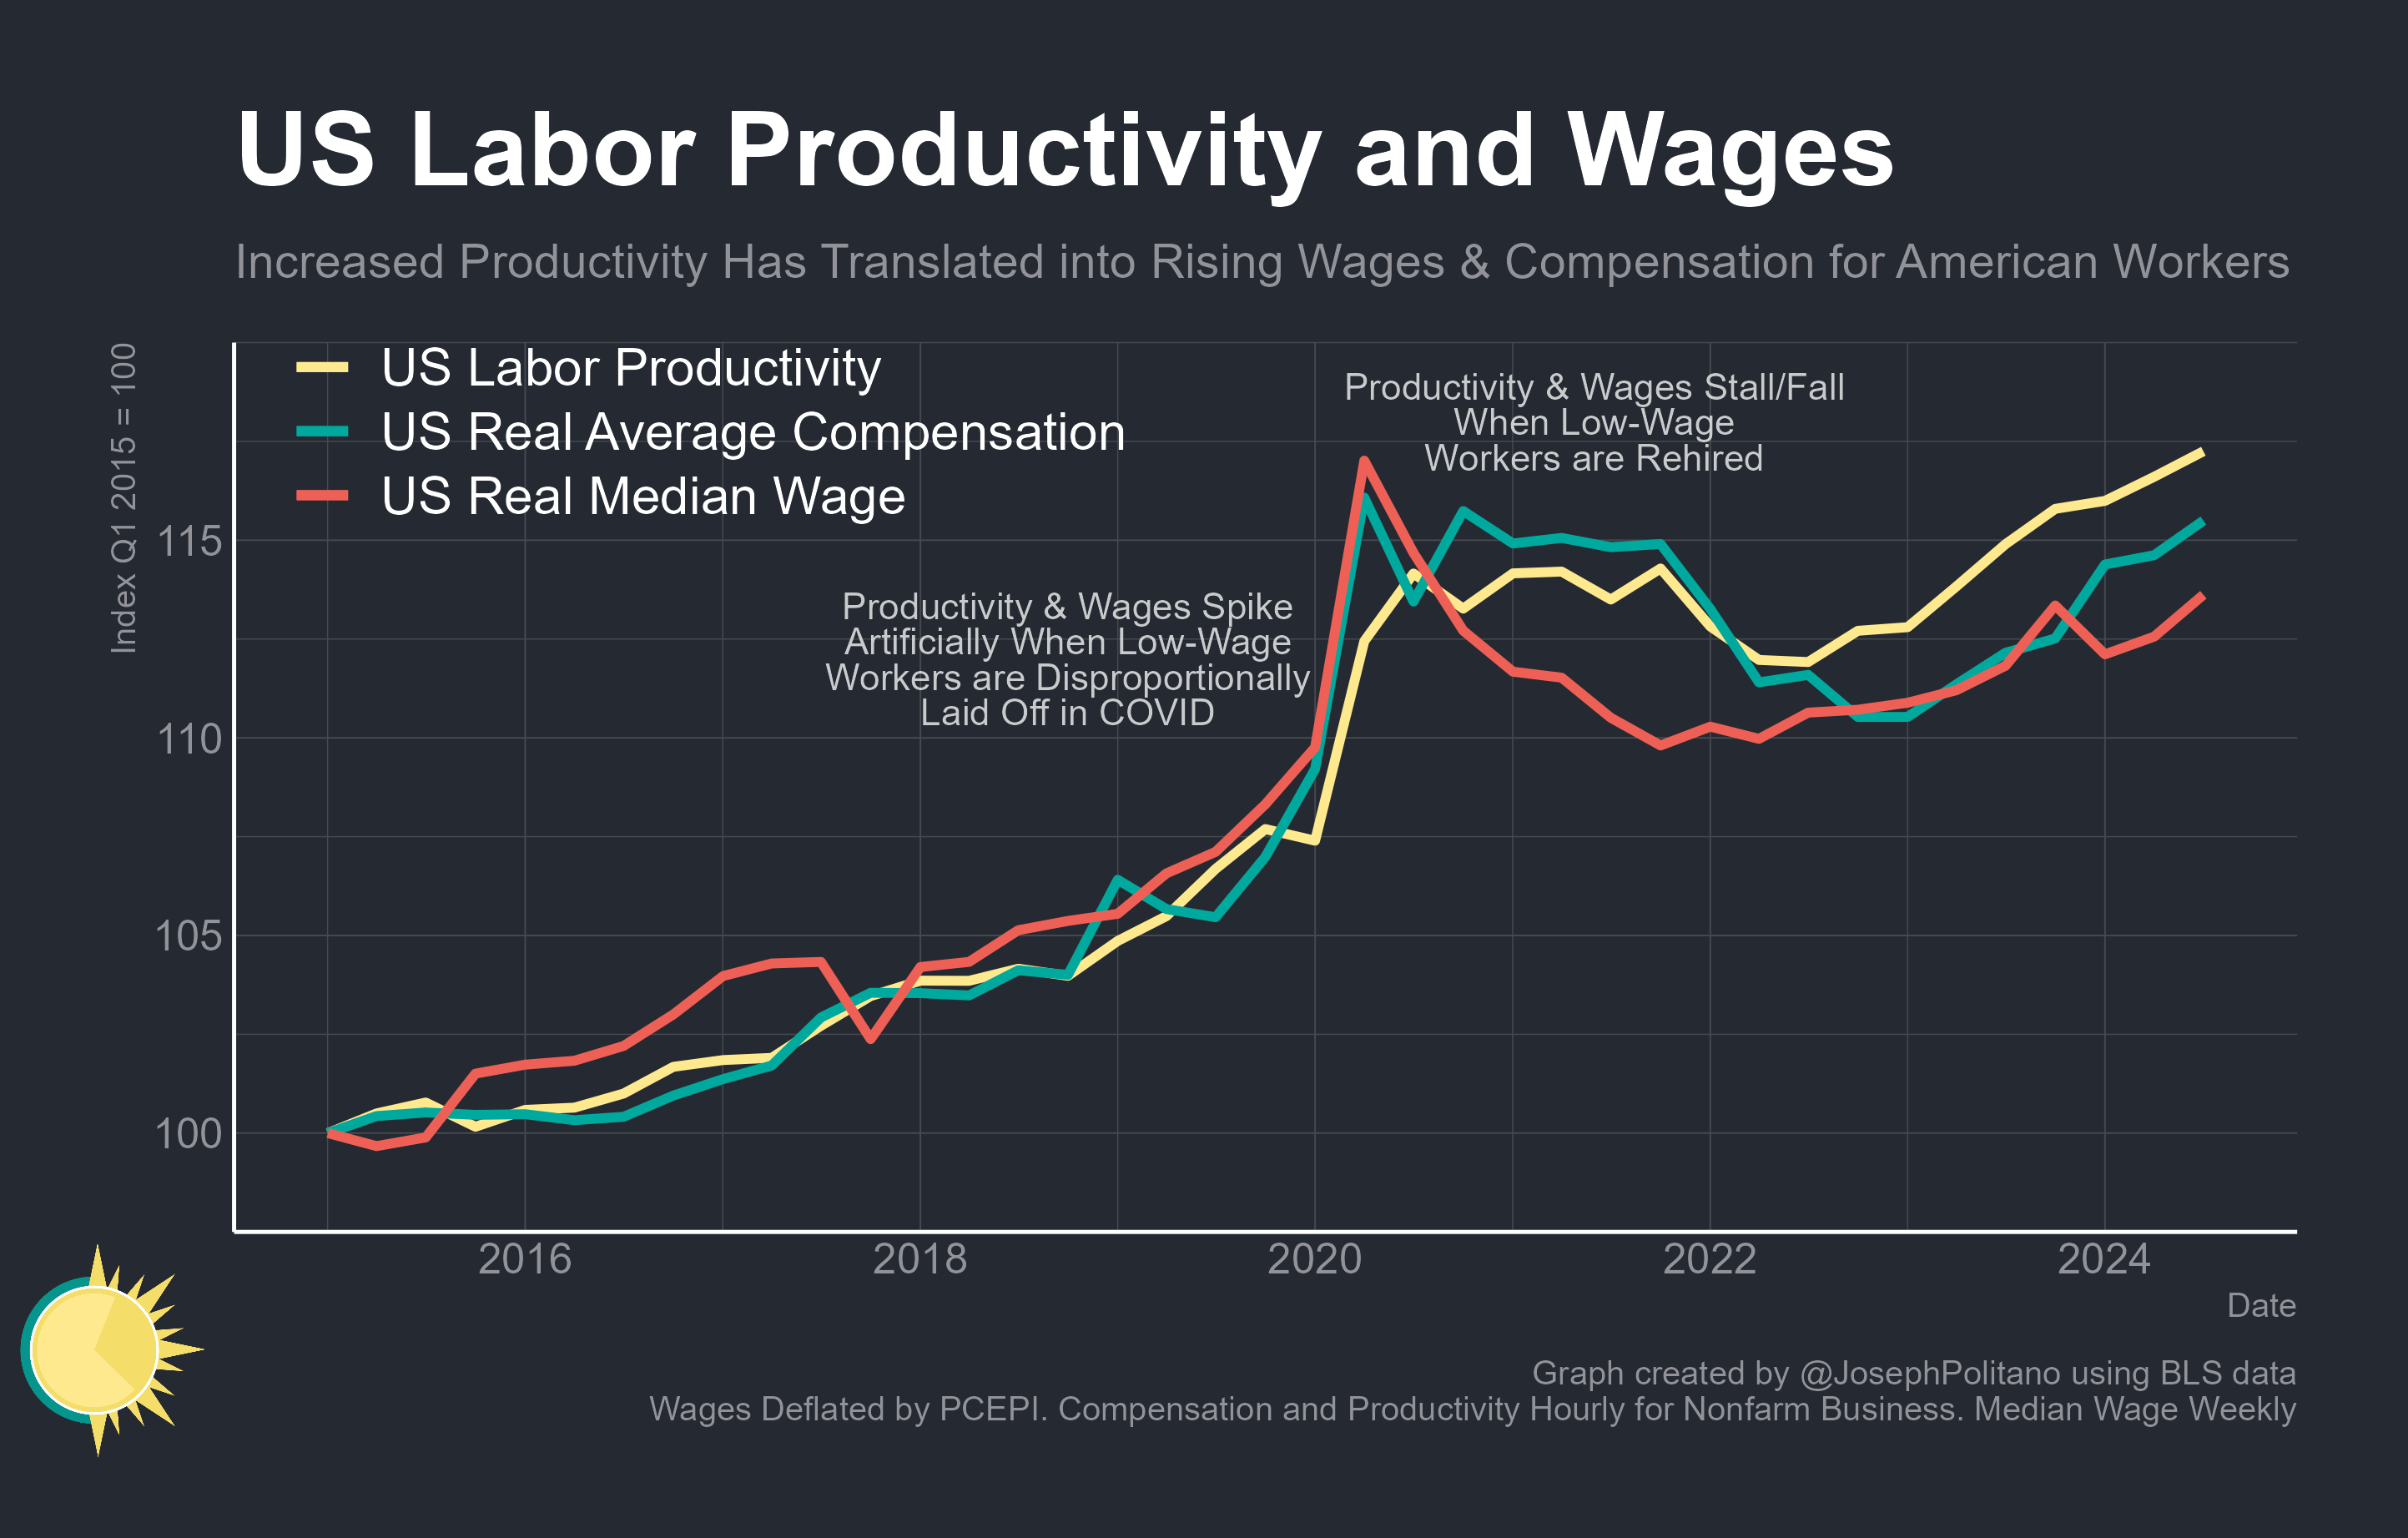 US Labor Productivity and Wages
Increased Productivity Has Translated into Rising Wages & Compensation for American Workers
Index Q1 2015 = 100
US Labor Productivity
US Real Average Compensation
US Real Median Wage
Productivity & Wages Stall/Fall
When Low-Wage
Workers are Rehired
Productivity & Wages Spike
Artificially When Low-Wage
Workers are Disproportionally
Laid Off in COVID
115
110
105
100
2016
2018
2020
2022
2024
Date
Graph created by @JosephPolitano using BLS data
Wages Deflated by PCEPI. Compensation and Productivity Hourly for Nonfarm Business. Median Wage Weekly